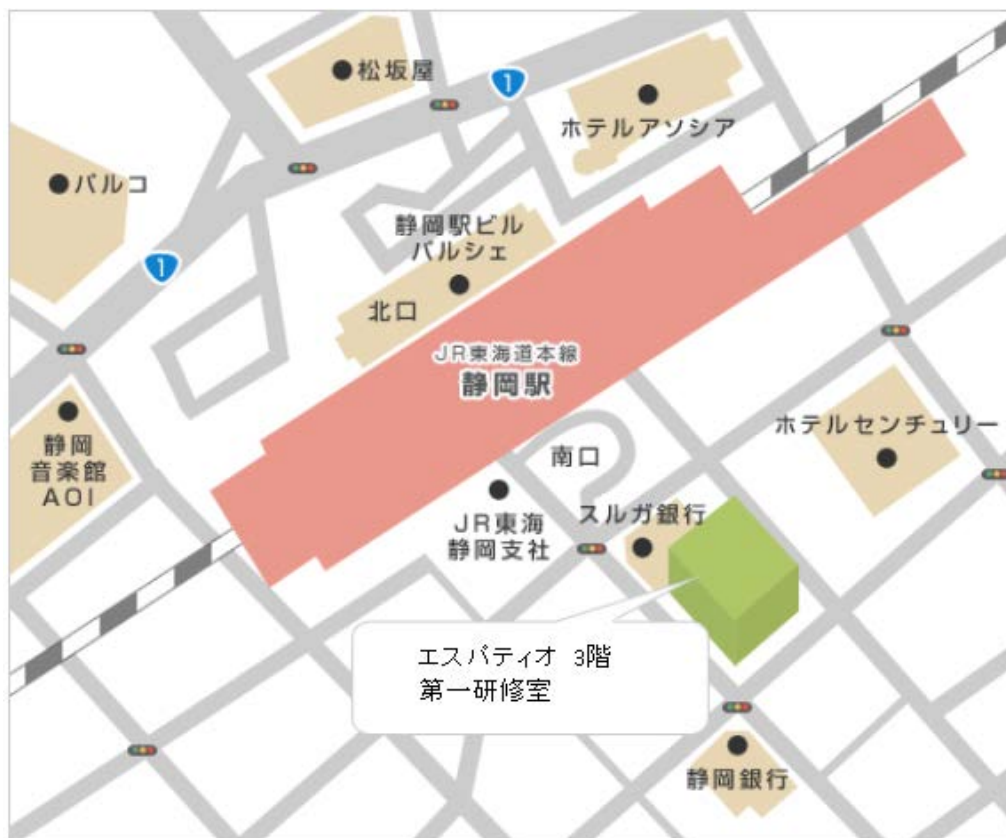 松坂屋
1
ホテルアソシア
パルコ
静岡駅ビル
パルシェ
1
北口
JR東海道本線
静岡駅
静岡
音楽館
AOI
南口
ホテルセンチュリー
JR東海
静岡支社
スルガ銀行
エスパティオ 3階
第一研修室
静岡銀行